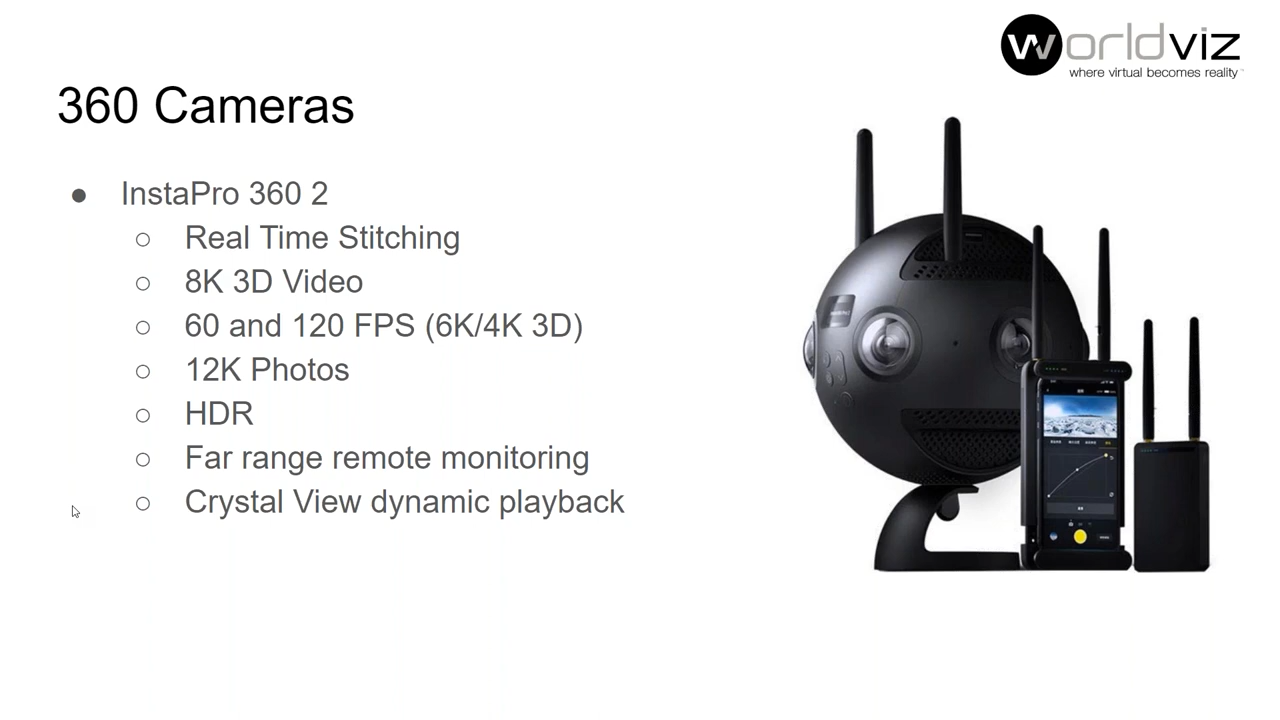 worldviz
where virtual becomes reality
360 Cameras
● InstaPro 360 2
○ Real Time Stitching
○ 8K 3D Video
○ 60 and 120 FPS (6K/4K 3D)
○ 12K Photos
○ HDR
○ Far range remote monitoring
○ Crystal View dynamic playback